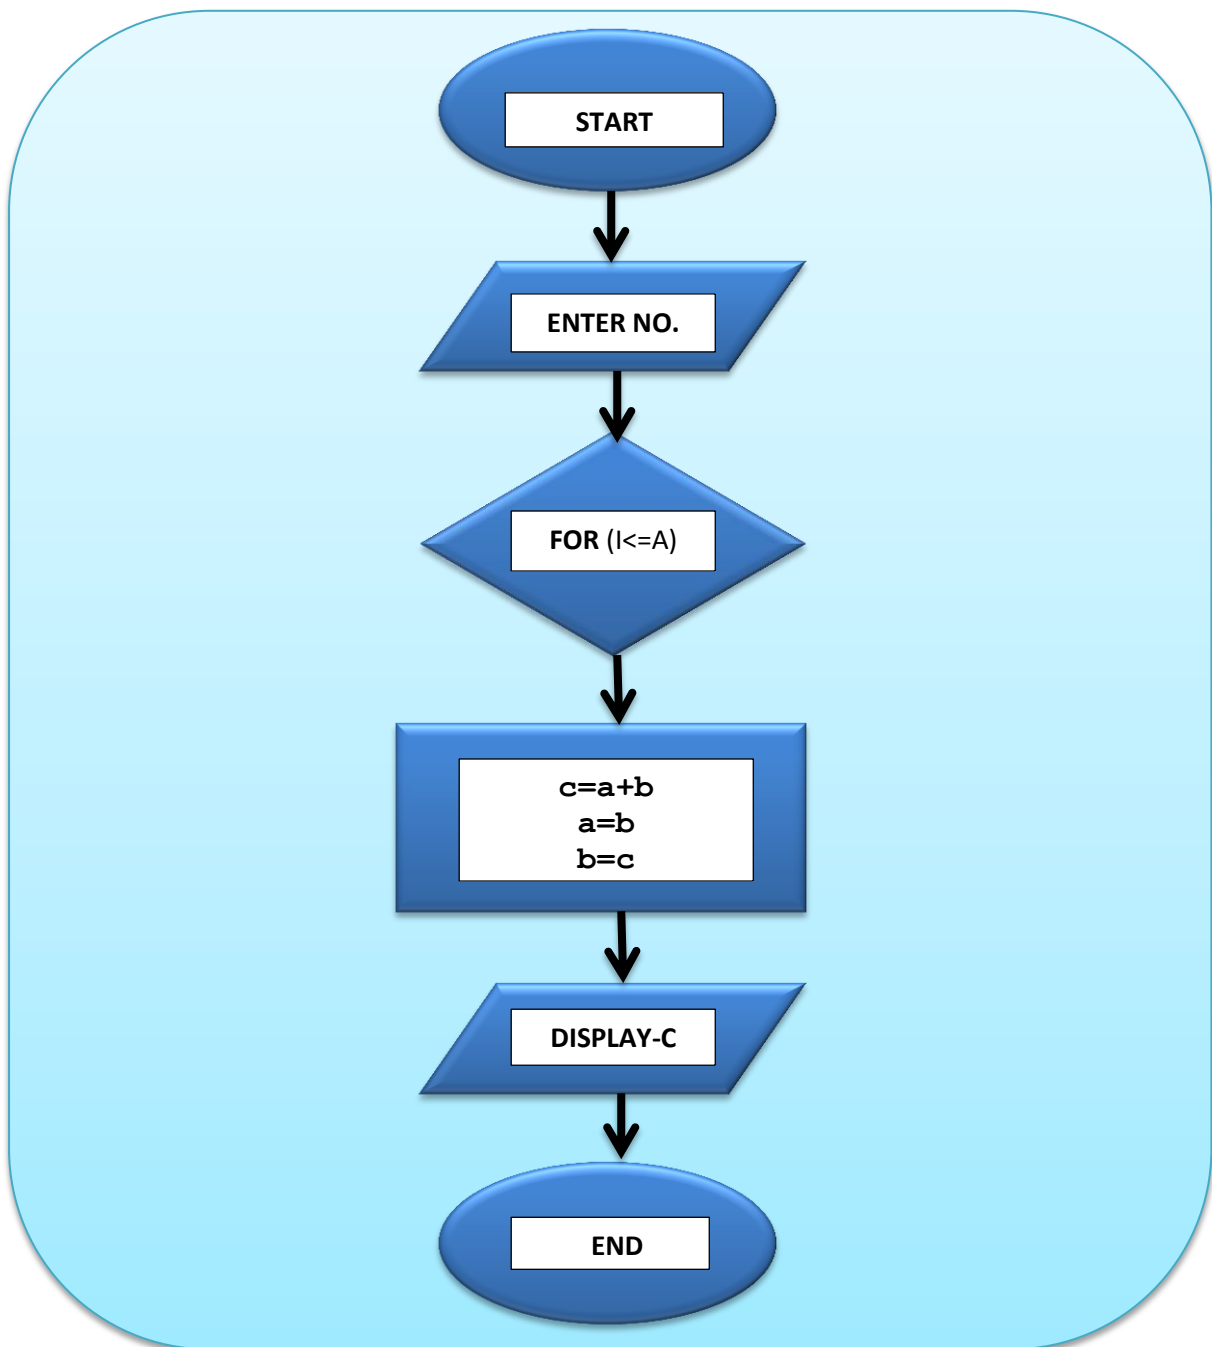 START
ENTER NO.
FOR (I<=A)
c=a+b
a=b
b=c
DISPLAY-C
END